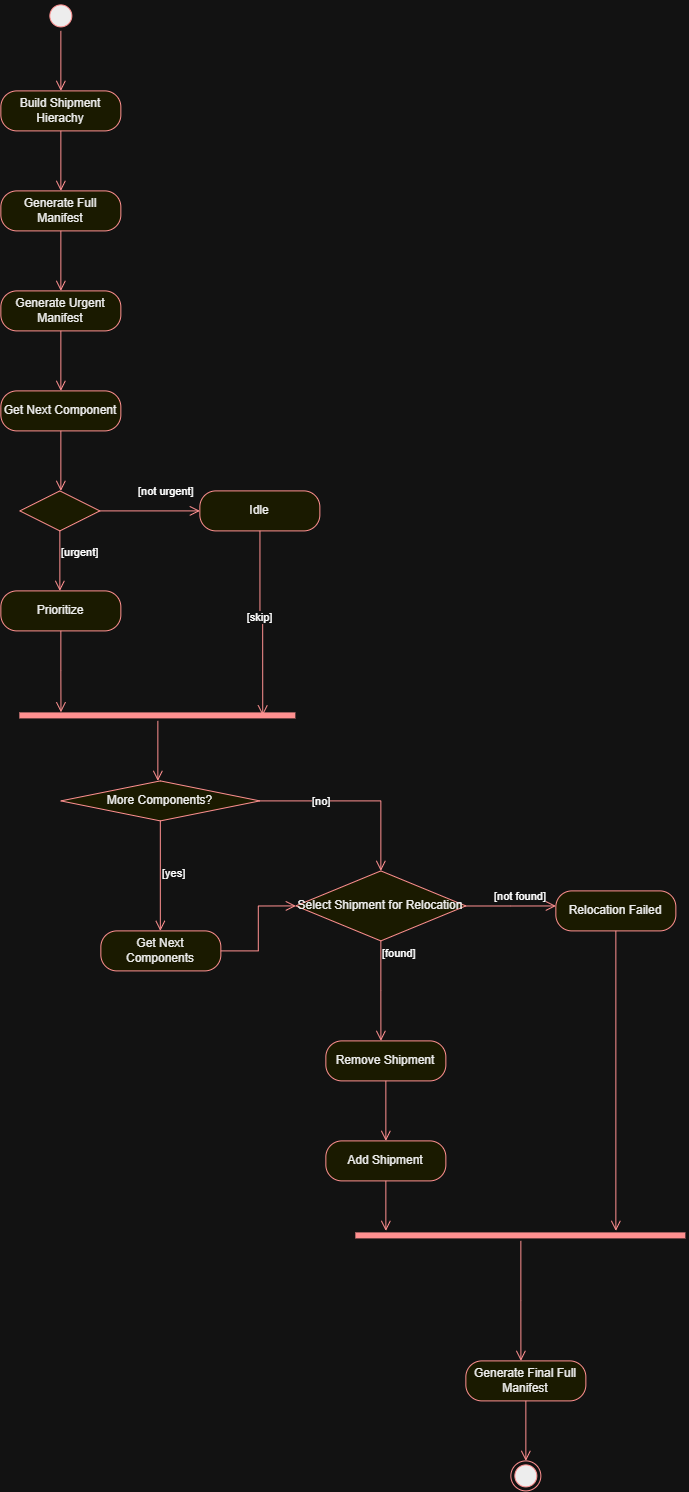 Build Shipment
Hierachy
Generate Full
Manifest
Generate Urgent
Manifest
Get Next Component
[not urgent]
Idle
[urgent]
Prioritize
[skip]
More Components?
[no]
[yes]
Get Next
Components
Select Shipment for Relocation
[not found]
Relocation Failed
[found]
Remove Shipment
Add Shipment
Generate Final Full
Manifest